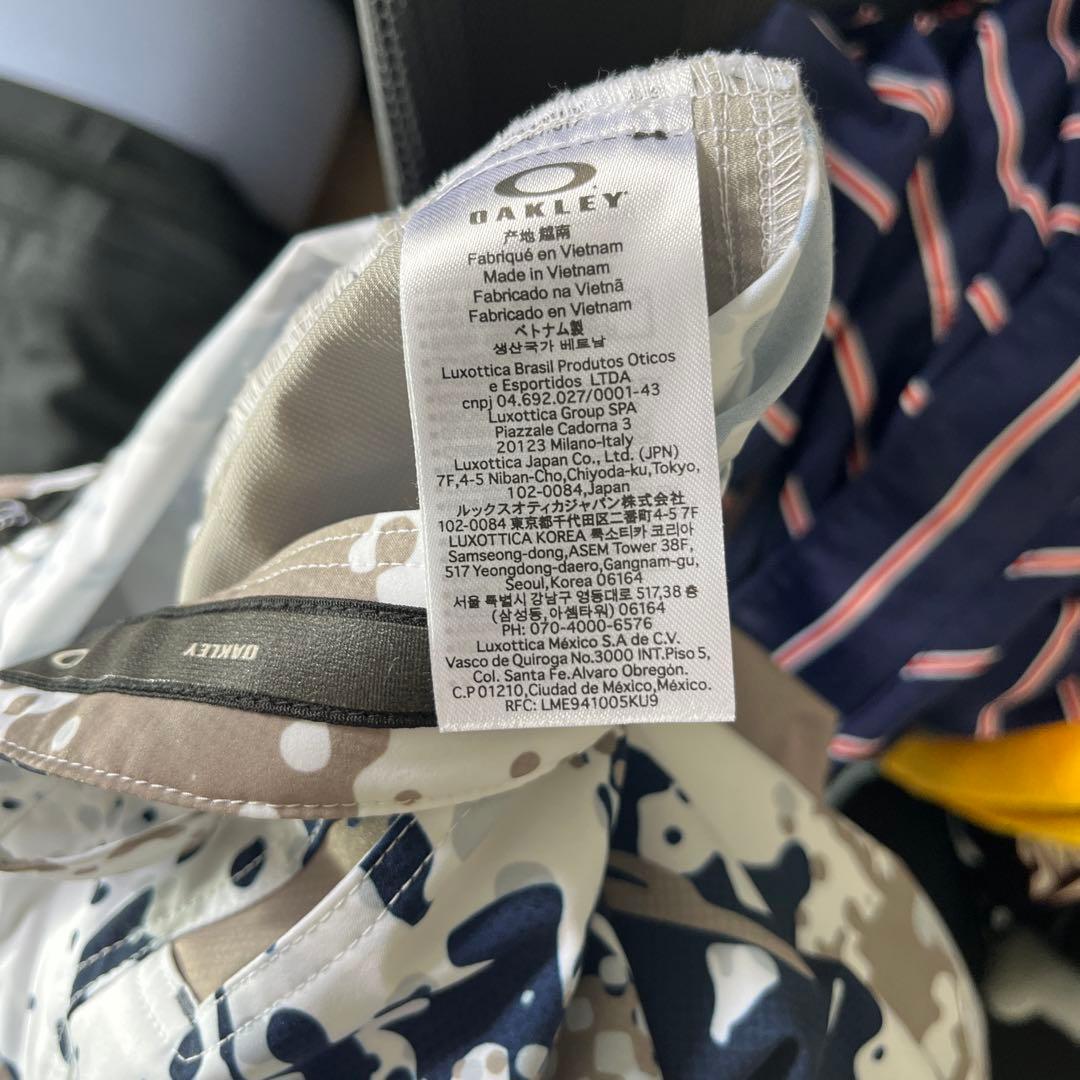 OAKLEY
产地 越南
Fabriqué en Vietnam
Made in Vietnam
Fabricado na Vietnã
Fabricado en Vietnam
ベトナム製
생산국가 베트남
Luxottica Brasil Produtos Oticos
e Esportidos LTDA
cnpj 04.692.027/0001-43
Luxottica Group SPA
Piazzale Cadorna 3
20123 Milano-Italy
Luxottica Japan Co., Ltd. (JPN)
7F,4-5 Niban-Cho,Chiyoda-ku,Tokyo,
102-0084,Japan
ルックスオティカジャパン株式会社
102-0084 東京都千代田区二番町4-5 7F
LUXOTTICA KOREA 룩소티카 코리아
Samseong-dong,ASEM Tower 38F,
517 Yeongdong-daero,Gangnam-gu,
Seoul,Korea 06164
서울 특별시 강남구 영동대로 517,38 층
(삼성동,아셈타워) 06164
PH: 070-4000-6576
Luxottica México S.A de C.V.
Vasco de Quiroga No.3000 INT.Piso 5,
Col. Santa Fe.Alvaro Obregón.
C.P 01210,Ciudad de México,México.
RFC: LME941005KU9
OAKLEY